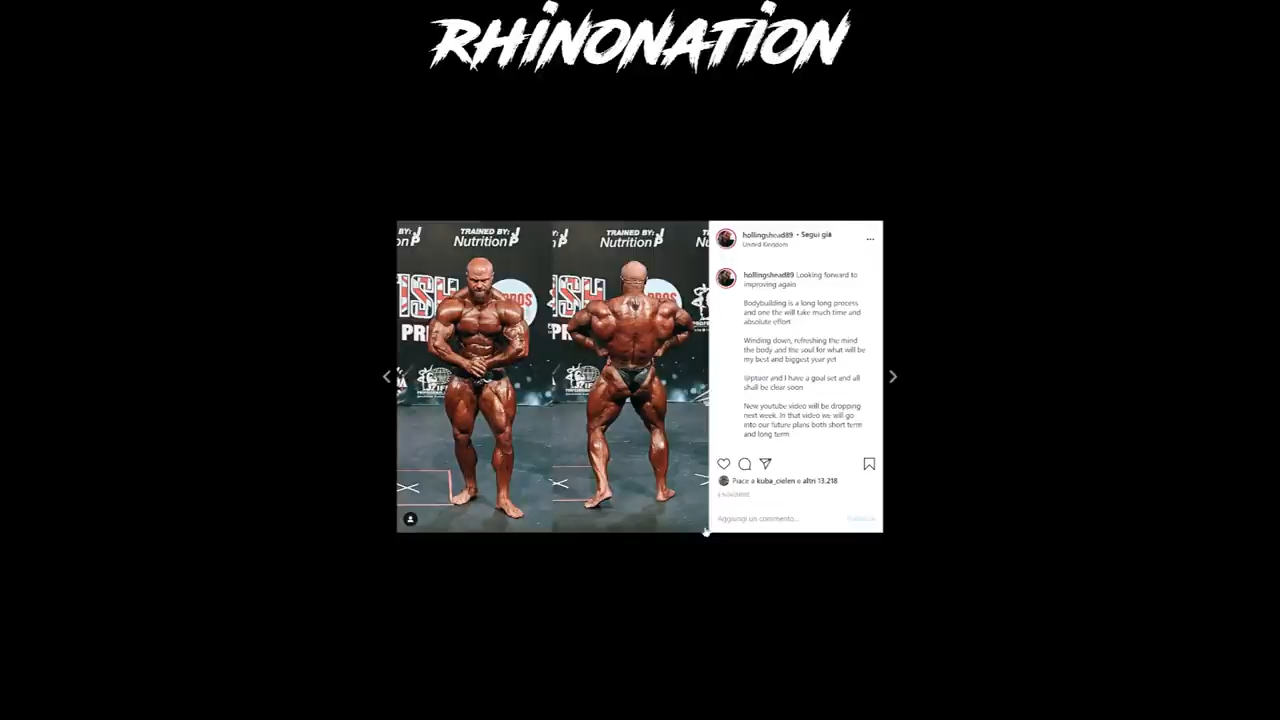 RHINONATION
TRAINED BY:
Nutrition
TRAINED BY:
Nutrition
hollingshead89 • Segui già
United Kingdom
hollingshead89 Looking forward to
improving again
Bodybuilding is a long long process
and one the will take much time and
absolute effort
Winding down, refreshing the mind
the body and the soul for what will be
my best and biggest year yet
and I have a goal set and all
shall be clear soon
New youtube video will be dropping
next week. In that video we will go
into our future plans both short term
and long term
Piace a kuba_cielen e altri 13.218
Aggiungi un commento...